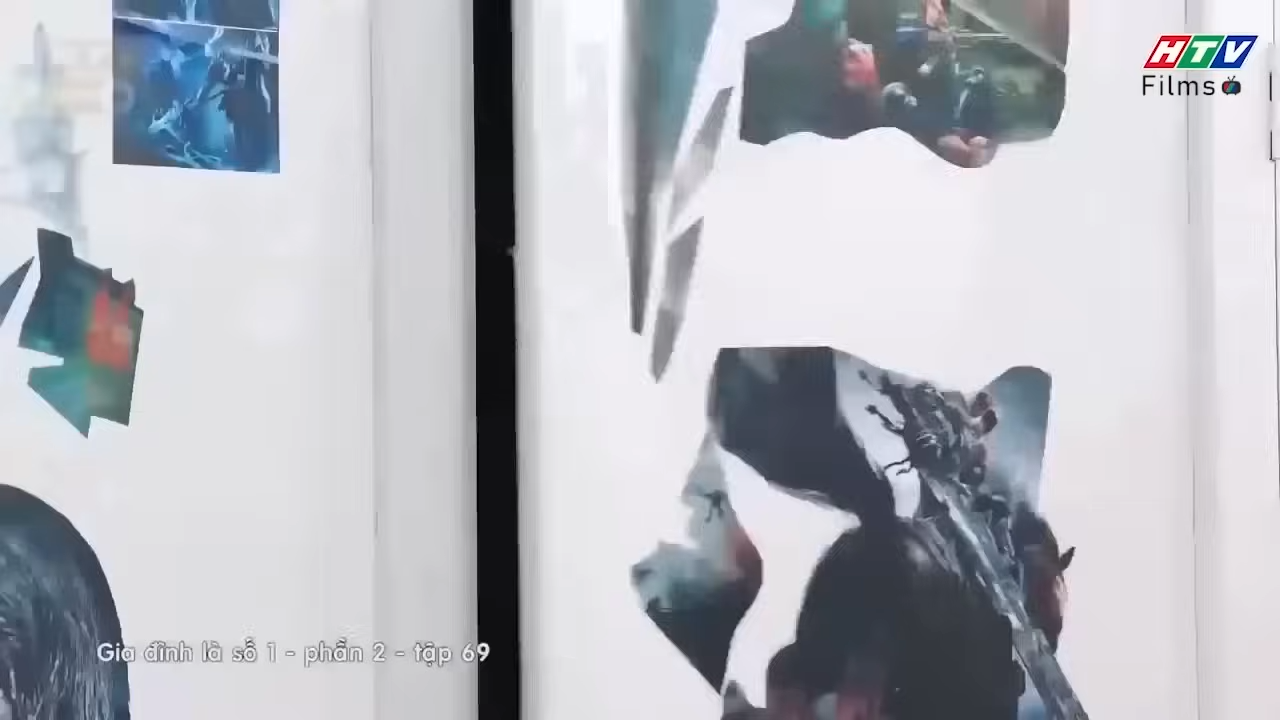 HTV
Films
Gia đình là số 1 - phần 2 - tập 69